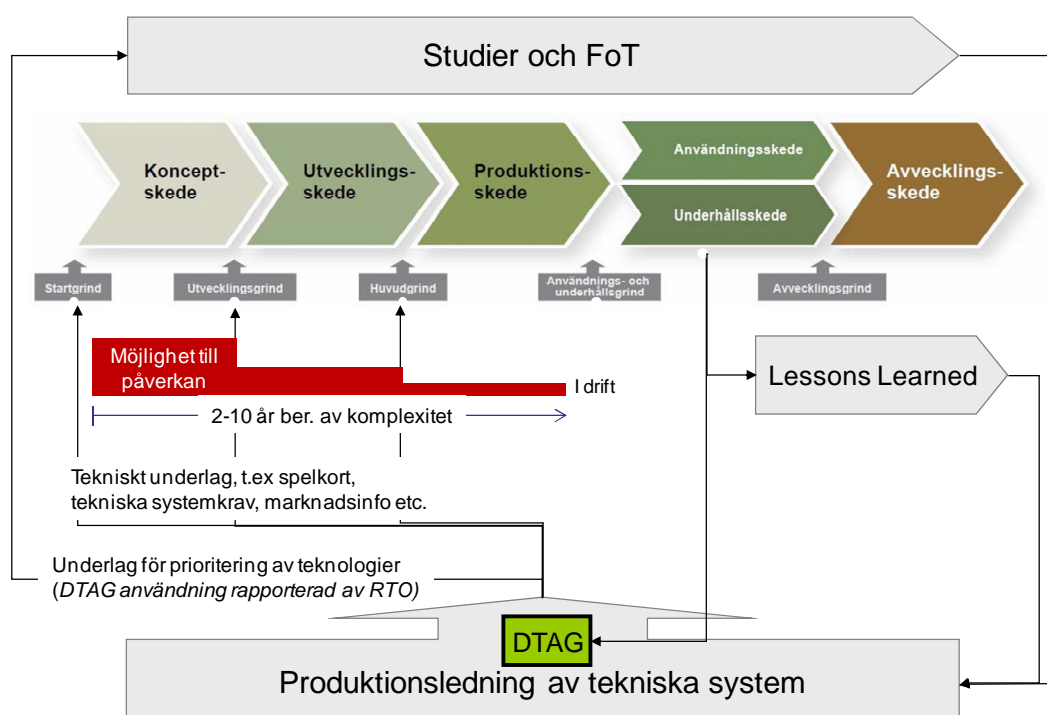 Studier och FoT
Koncept-
skede
Utvecklings-
skede
Produktions-
skede
Användningsskede
Underhållsskede
Avvecklings-
skede
Startgrind
Utvecklingsgrind
Huvudgrind
Användnings- och
underhållsgrind
Avvecklingsgrind
Möjlighet till
påverkan
I drift
2-10 år ber. av komplexitet
Lessons Learned
Tekniskt underlag, t.ex spelkort,
tekniska systemkrav, marknadsinfo etc.
Underlag för prioritering av teknologier
(DTAG användning rapporterad av RTO)
DTAG
Produktionsledning av tekniska system